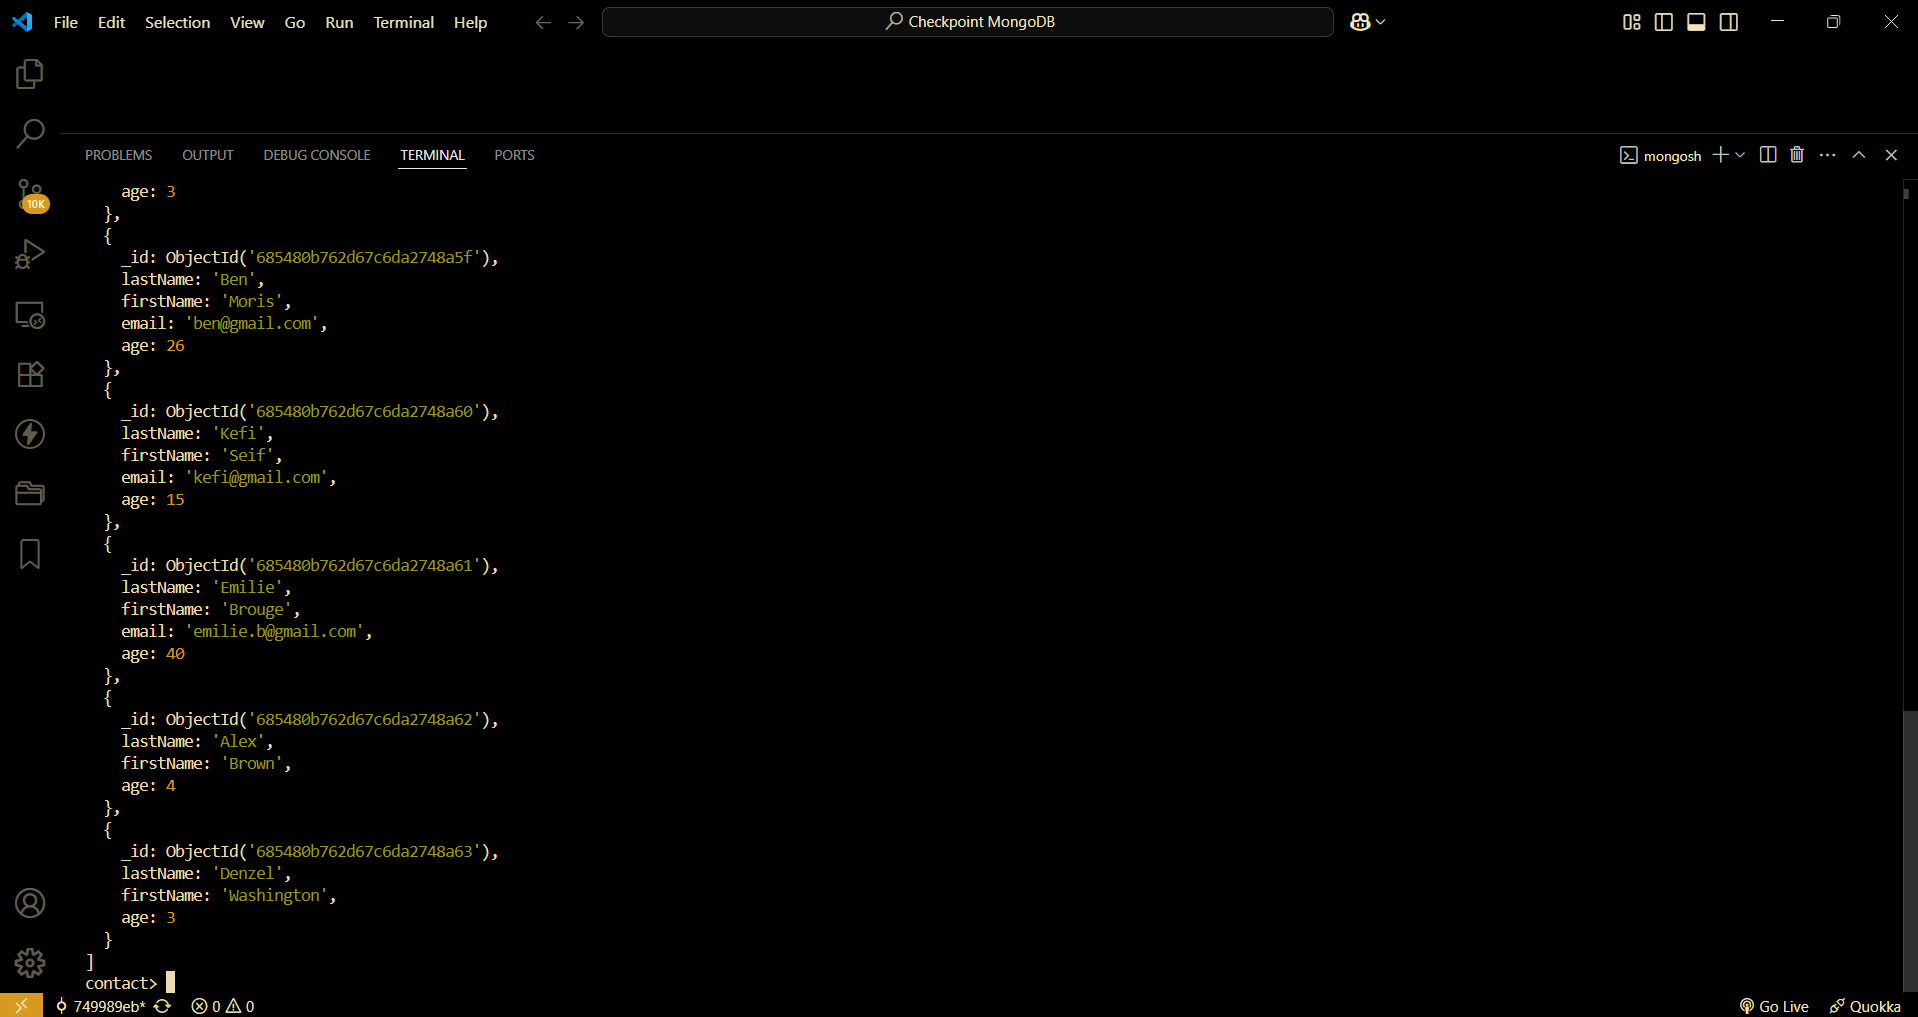 File Edit Selection View Go Run Terminal Help Checkpoint MongoDB
10K
PROBLEMS OUTPUT DEBUG CONSOLE TERMINAL PORTS mongosh
age: 3
},
{
_id: ObjectId('685480b762d67c6da2748a5f'),
lastName: 'Ben',
firstName: 'Moris',
email: 'ben@gmail.com',
age: 26
},
{
_id: ObjectId('685480b762d67c6da2748a60'),
lastName: 'Kefi',
firstName: 'Seif',
email: 'kefi@gmail.com',
age: 15
},
{
_id: ObjectId('685480b762d67c6da2748a61'),
lastName: 'Emilie',
firstName: 'Brouge',
email: 'emilie.b@gmail.com',
age: 40
},
{
_id: ObjectId('685480b762d67c6da2748a62'),
lastName: 'Alex',
firstName: 'Brown',
age: 4
},
{
_id: ObjectId('685480b762d67c6da2748a63'),
lastName: 'Denzel',
firstName: 'Washington',
age: 3
}
]
contact>
749989eb* 0 0 Go Live Quokka